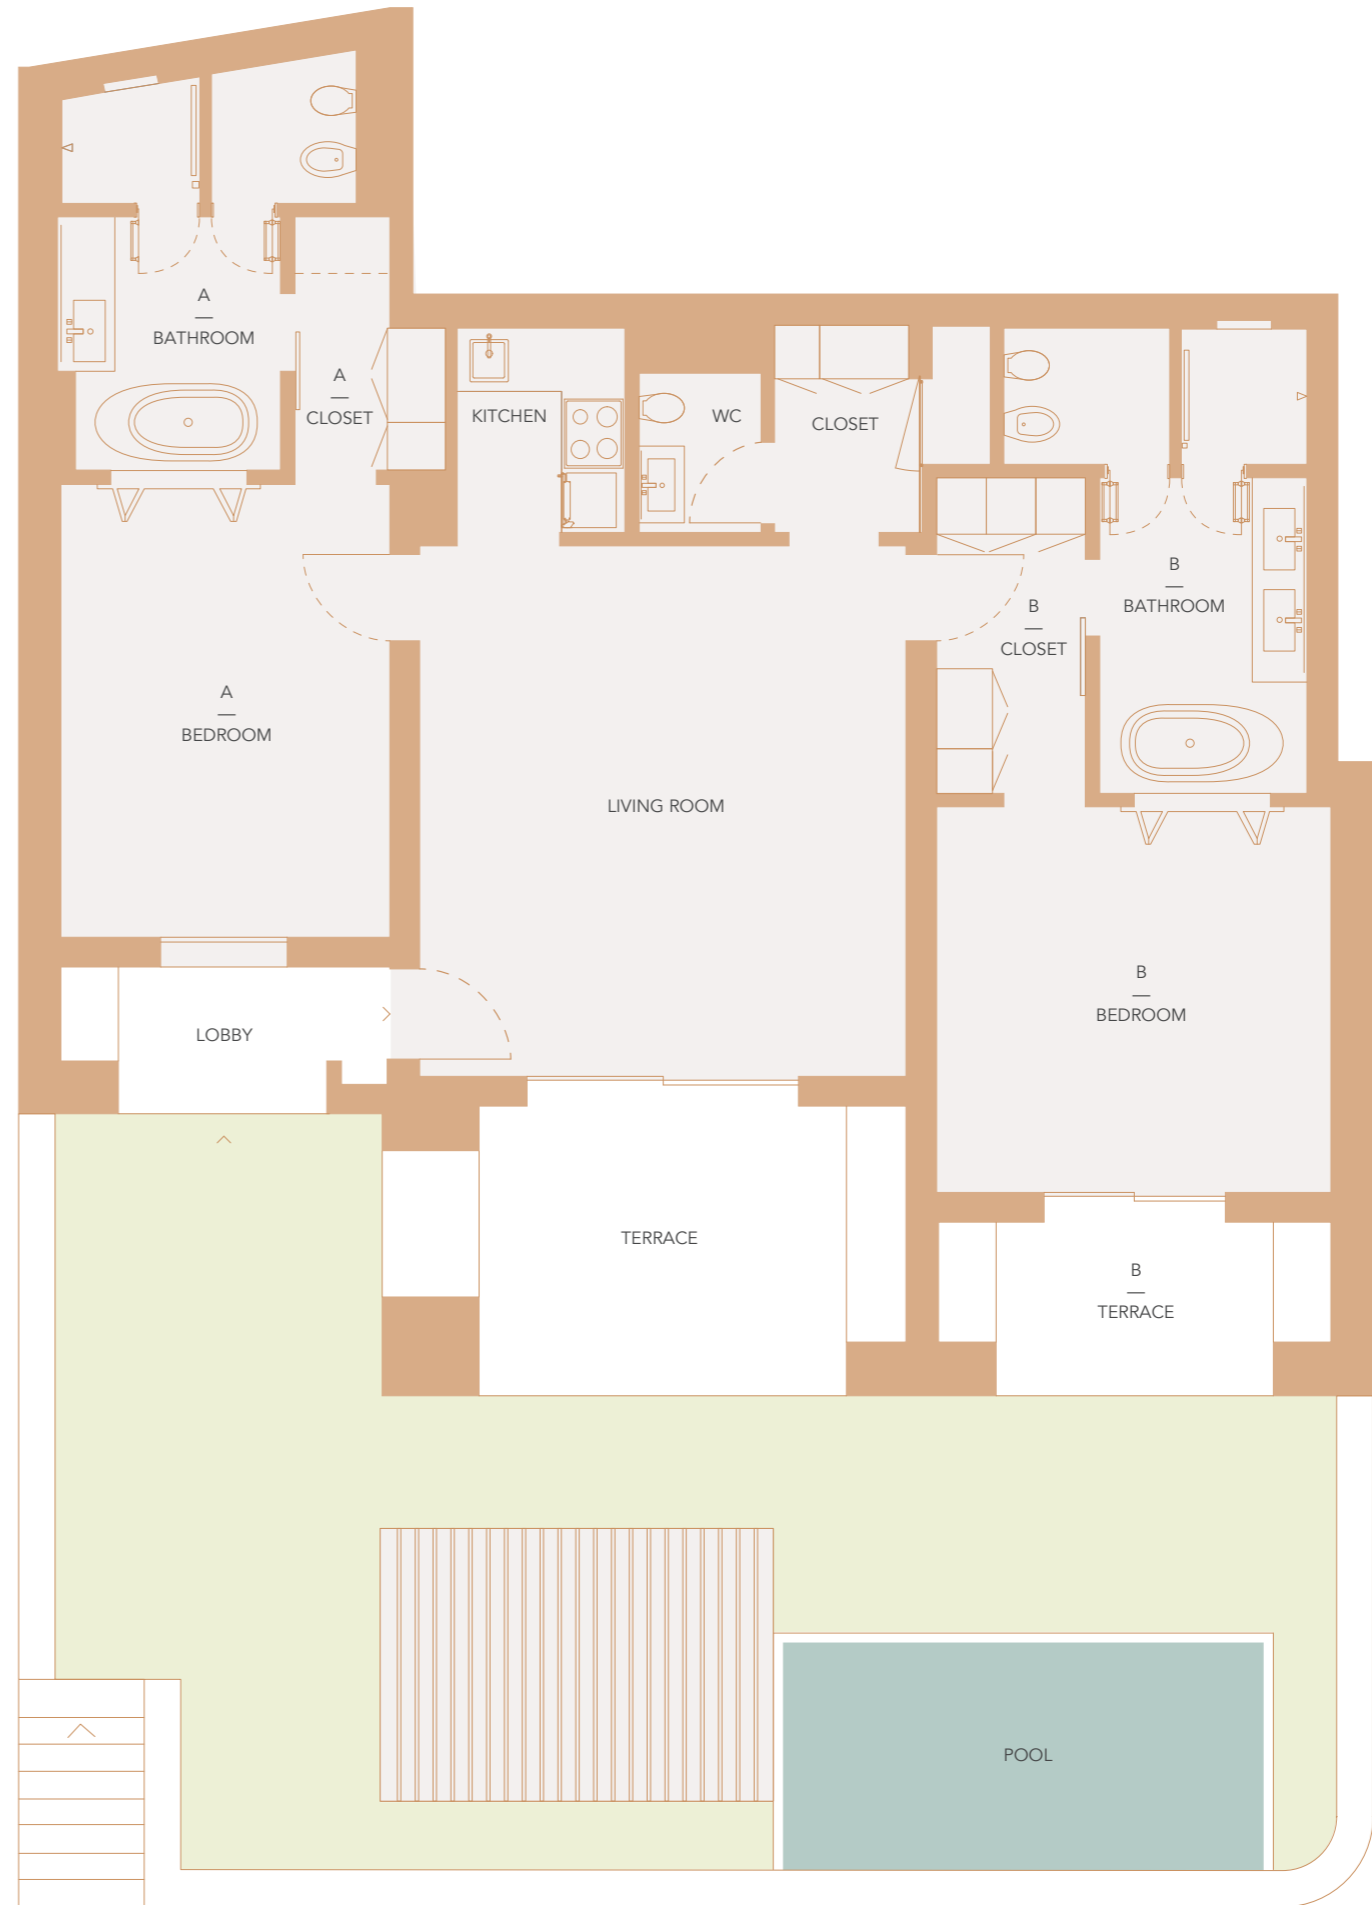 A
BATHROOM
A
CLOSET
KITCHEN
WC
CLOSET
B
BATHROOM
B
CLOSET
A
BEDROOM
LIVING ROOM
B
BEDROOM
LOBBY
TERRACE
B
TERRACE
POOL